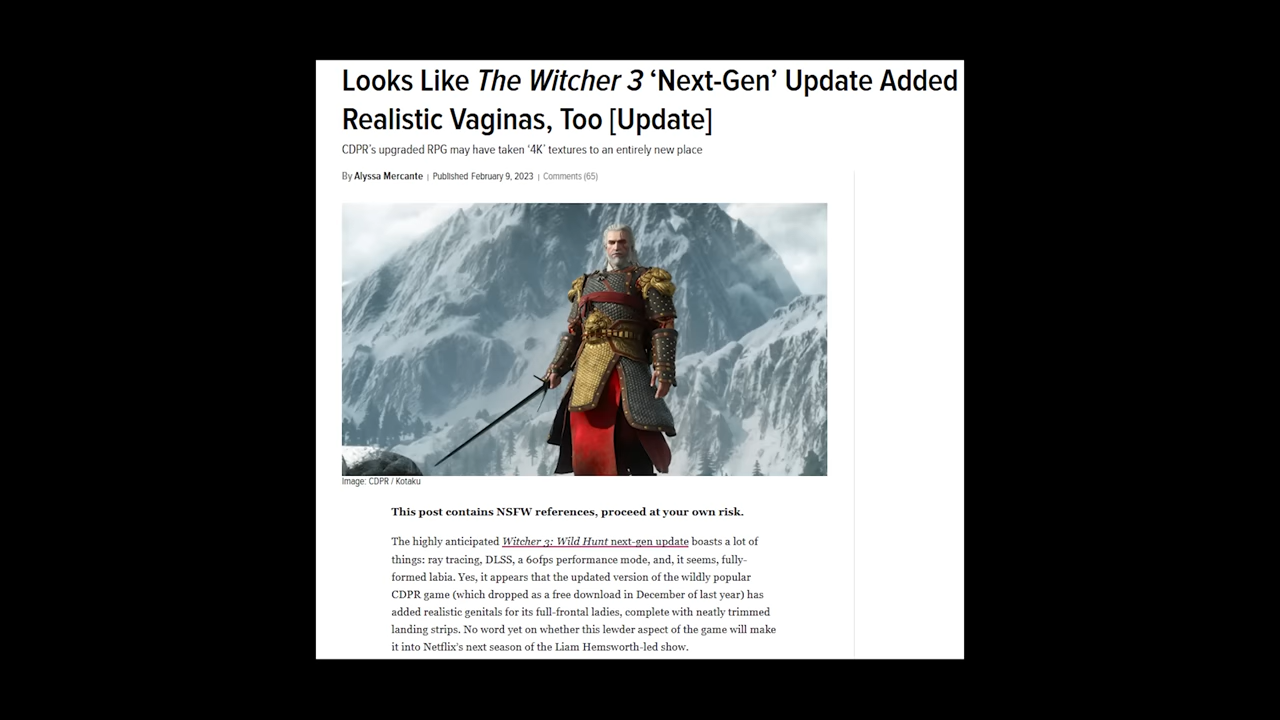 Looks Like The Witcher 3 ‘Next-Gen’ Update Added
Realistic Vaginas, Too [Update]
CDPR’s upgraded RPG may have taken ‘4K’ textures to an entirely new place
By Alyssa Mercante | Published February 9, 2023 | Comments (65)
Image: CDPR / Kotaku
This post contains NSFW references, proceed at your own risk.
The highly anticipated Witcher 3: Wild Hunt next-gen update boasts a lot of
things: ray tracing, DLSS, a 60fps performance mode, and, it seems, fully-
formed labia. Yes, it appears that the updated version of the wildly popular
CDPR game (which dropped as a free download in December of last year) has
added realistic genitals for its full-frontal ladies, complete with neatly trimmed
landing strips. No word yet on whether this lewder aspect of the game will make
it into Netflix’s next season of the Liam Hemsworth-led show.